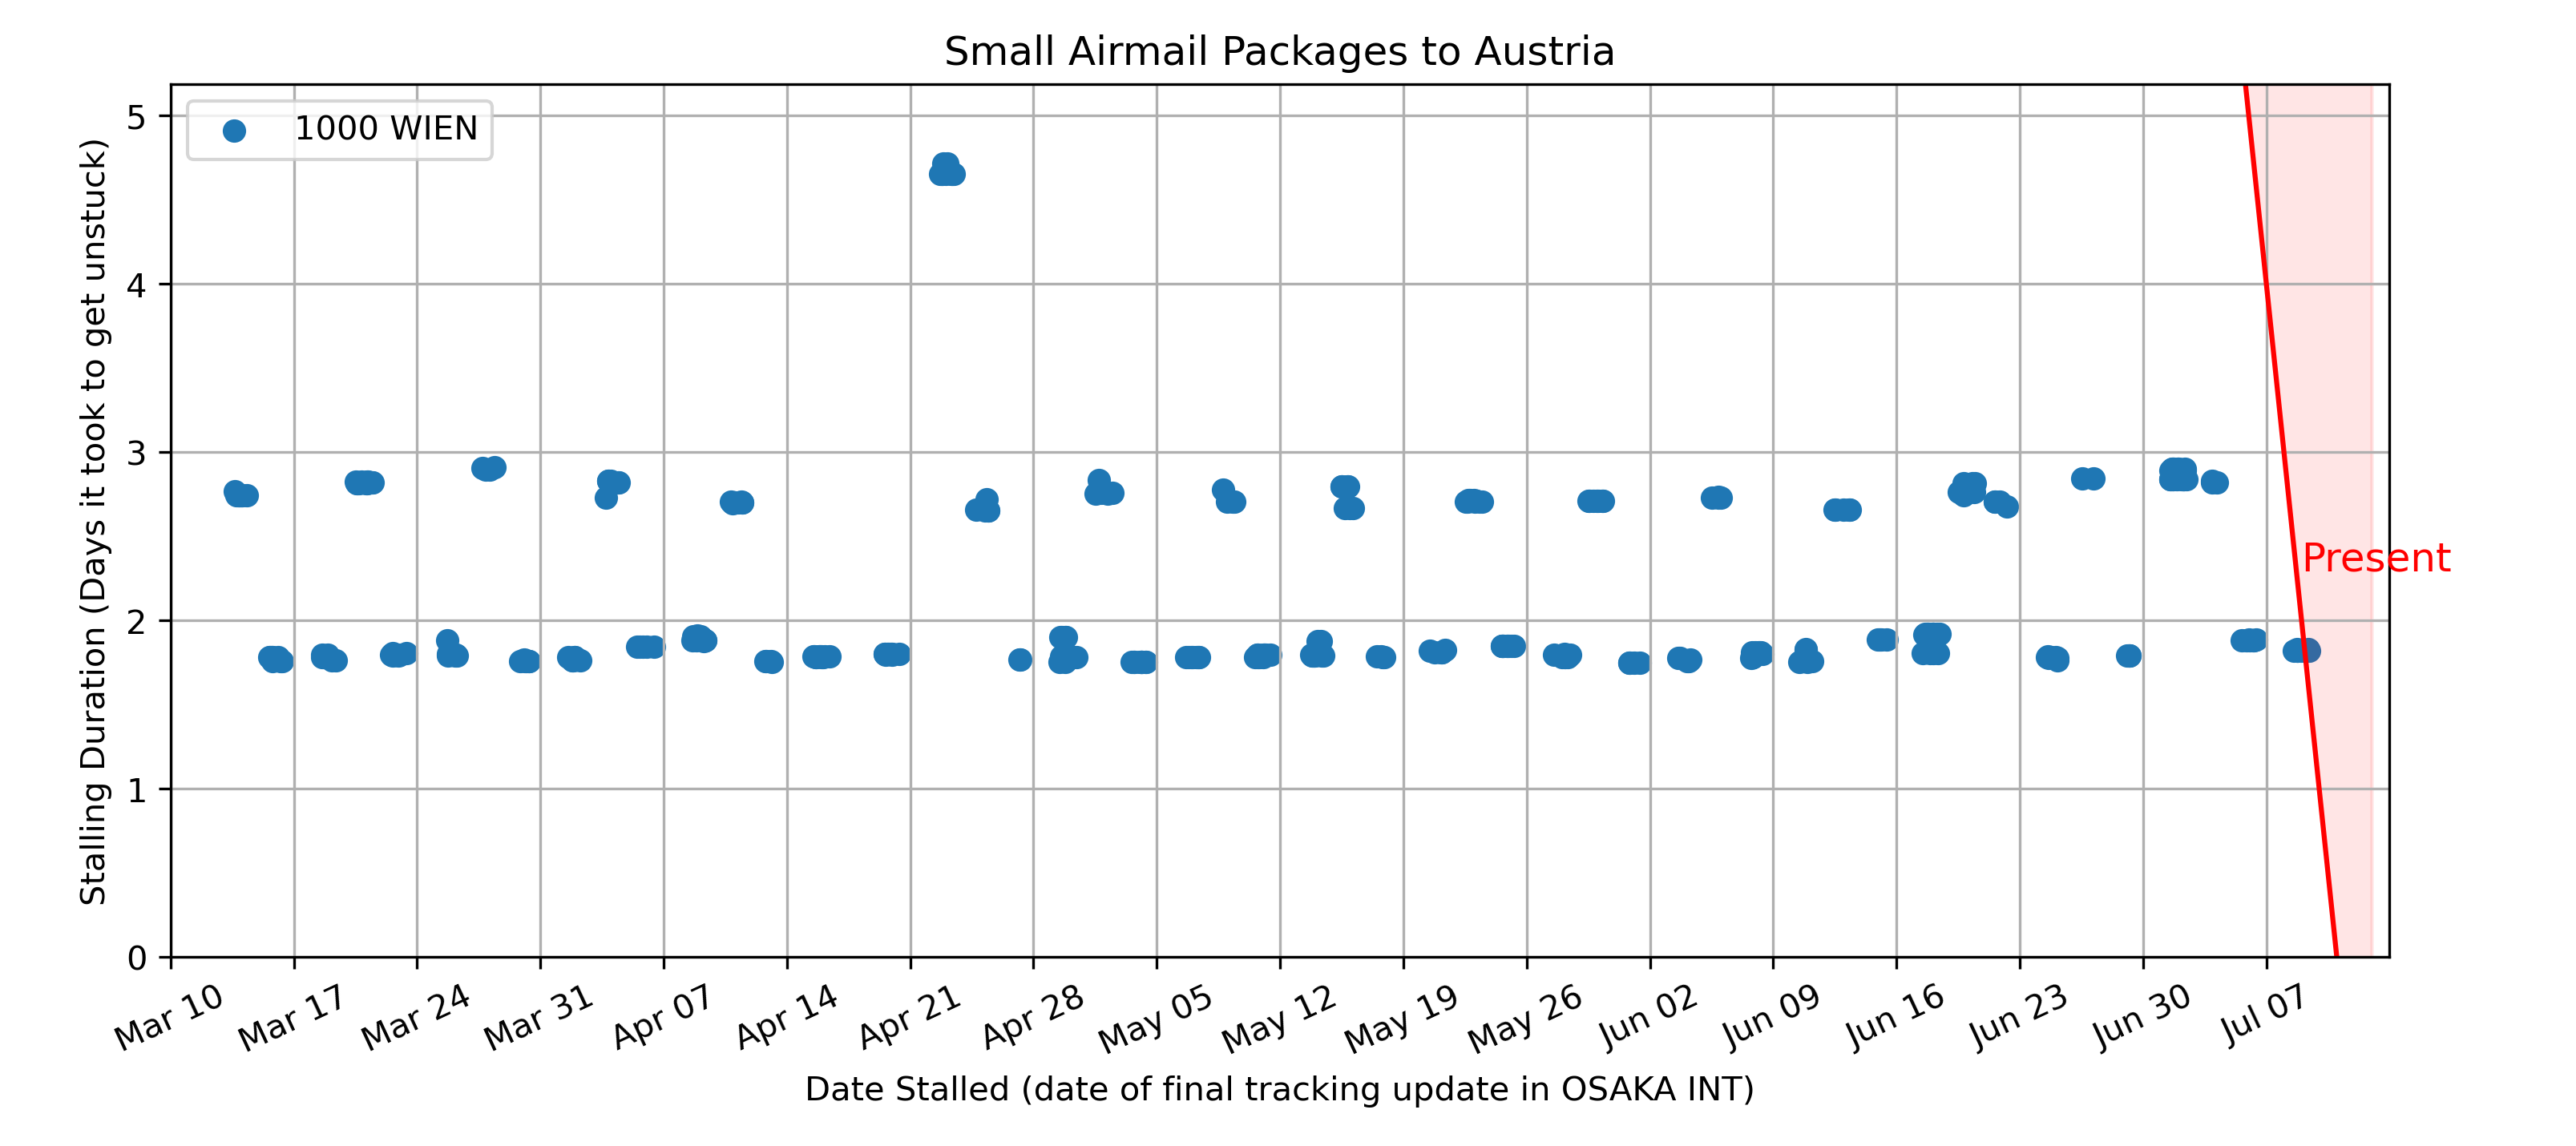 Small Airmail Packages to Austria
1000 WIEN
Stalling Duration (Days it took to get unstuck)
5
4
3
2
1
0
Present
Mar 10
Mar 17
Mar 24
Mar 31
Apr 07
Apr 14
Apr 21
Apr 28
May 05
May 12
May 19
May 26
Jun 02
Jun 09
Jun 16
Jun 23
Jun 30
Jul 07
Date Stalled (date of final tracking update in OSAKA INT)